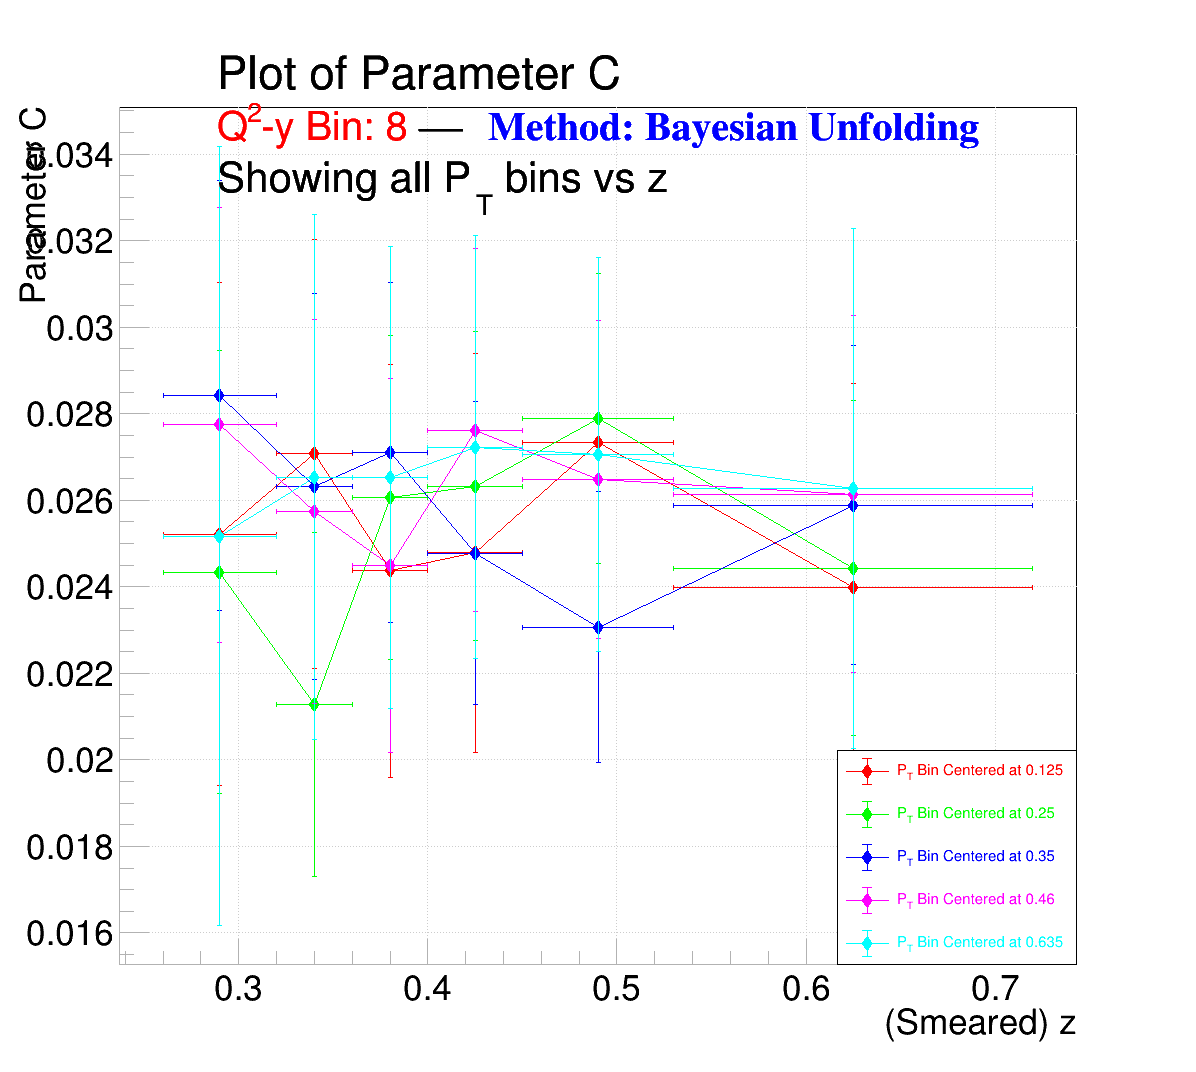 Plot of Parameter C
Q2-y Bin: 8 — Method: Bayesian Unfolding
Showing all PT bins vs z
Parameter C
0.034
0.032
0.03
0.028
0.026
0.024
0.022
0.02
0.018
0.016
PT Bin Centered at 0.125
PT Bin Centered at 0.25
PT Bin Centered at 0.35
PT Bin Centered at 0.46
PT Bin Centered at 0.635
0.3 0.4 0.5 0.6 0.7
(Smeared) z